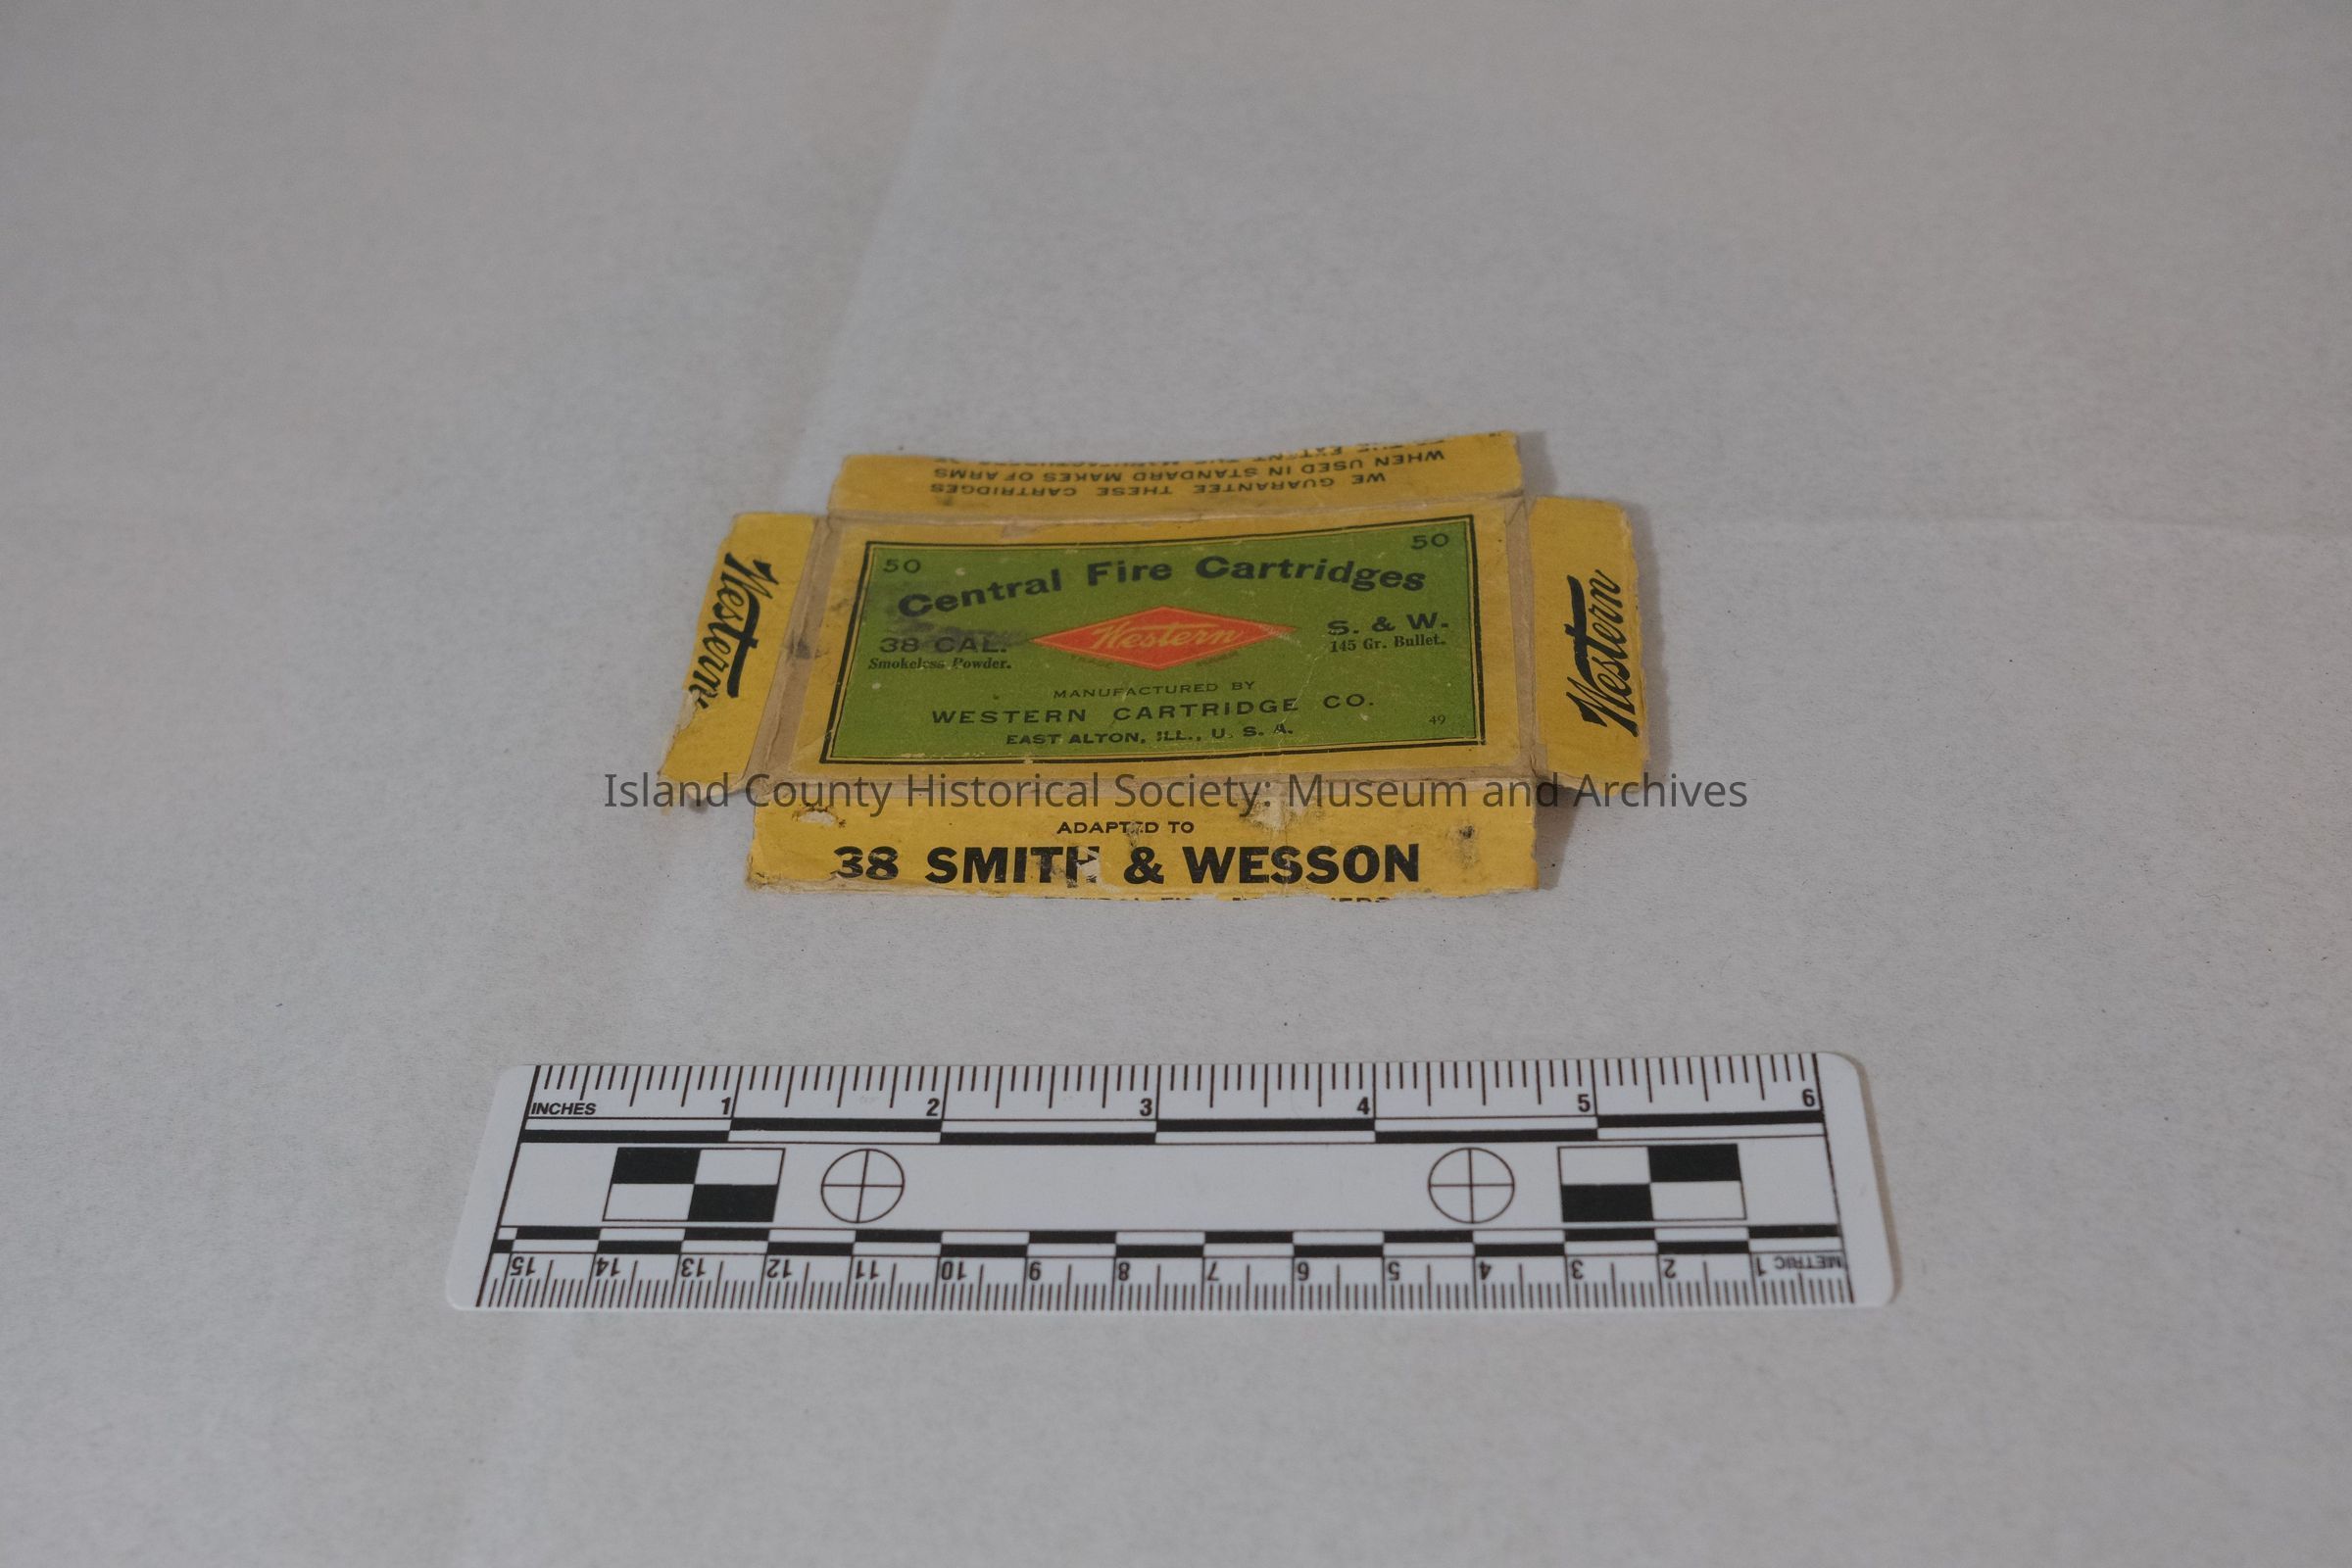 WE GUARANTEE THESE CARTRIDGES
WHEN USED IN STANDARD MAKES OF ARMS
50
50
Central Fire Cartridges
38 CAL.
Smokeless Powder.
Western
S. & W.
145 Gr. Bullet.
MANUFACTURED BY
WESTERN CARTRIDGE CO.
EAST ALTON, ILL., U. S. A.
49
Western
Western
Island County Historical Society: Museum and Archives
ADAPTED TO
38 SMITH & WESSON
INCHES 1 2 3 4 5 6
METRIC 1 2 3 4 5 6 7 8 9 10 11 12 13 14 15